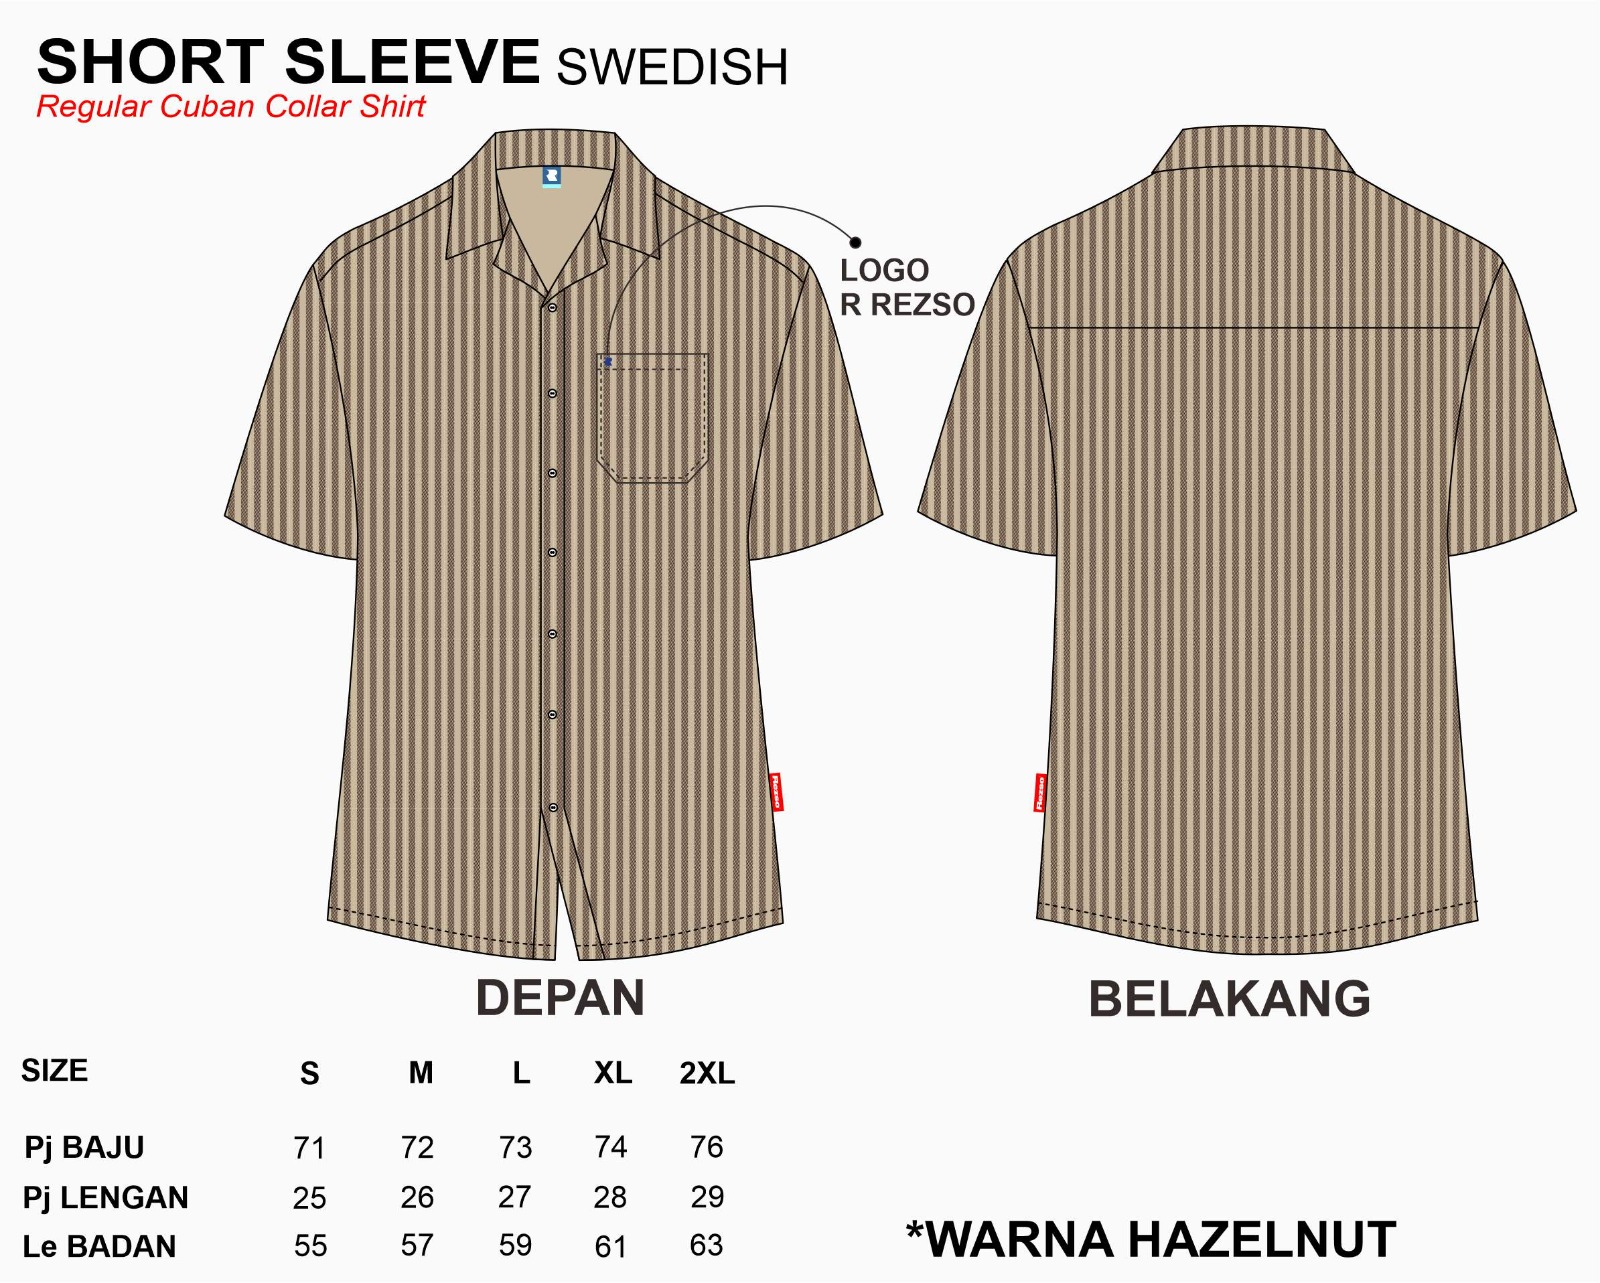 SHORT SLEEVE SWEDISH
Regular Cuban Collar Shirt
LOGO
R REZSO
Rezso
Rezso
DEPAN
BELAKANG
SIZE S M L XL 2XL
Pj BAJU 71 72 73 74 76
Pj LENGAN 25 26 27 28 29
Le BADAN 55 57 59 61 63
*WARNA HAZELNUT